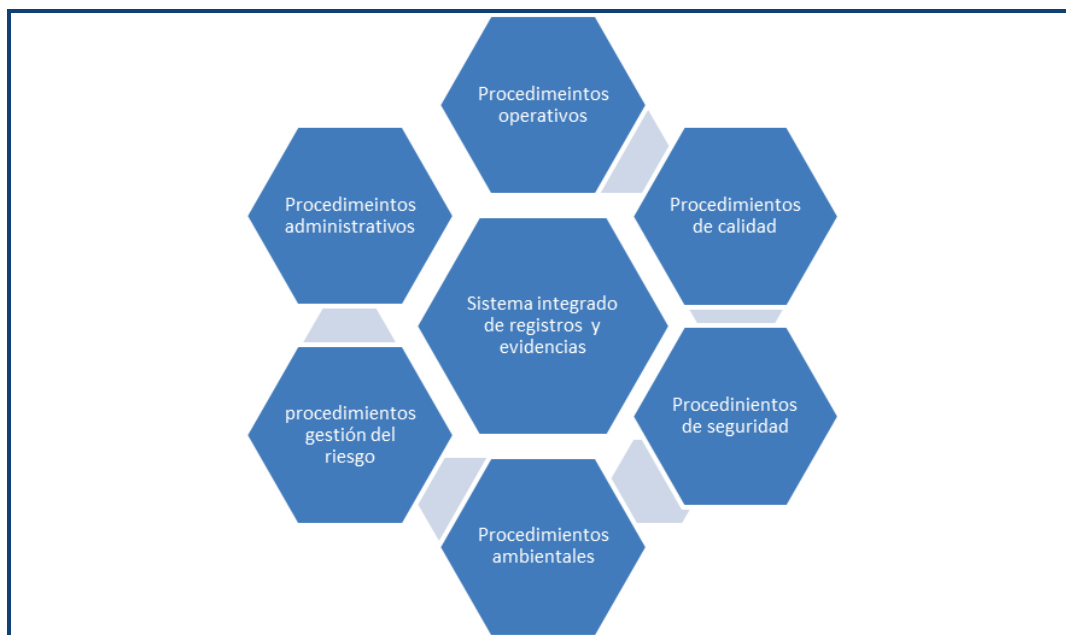 Procedimeintos
operativos
Procedimeintos
administrativos
Procedimientos
de calidad
Sistema integrado
de registros y
evidencias
procedimientos
gestión del
riesgo
Procedinientos
de seguridad
Procedimientos
ambientales